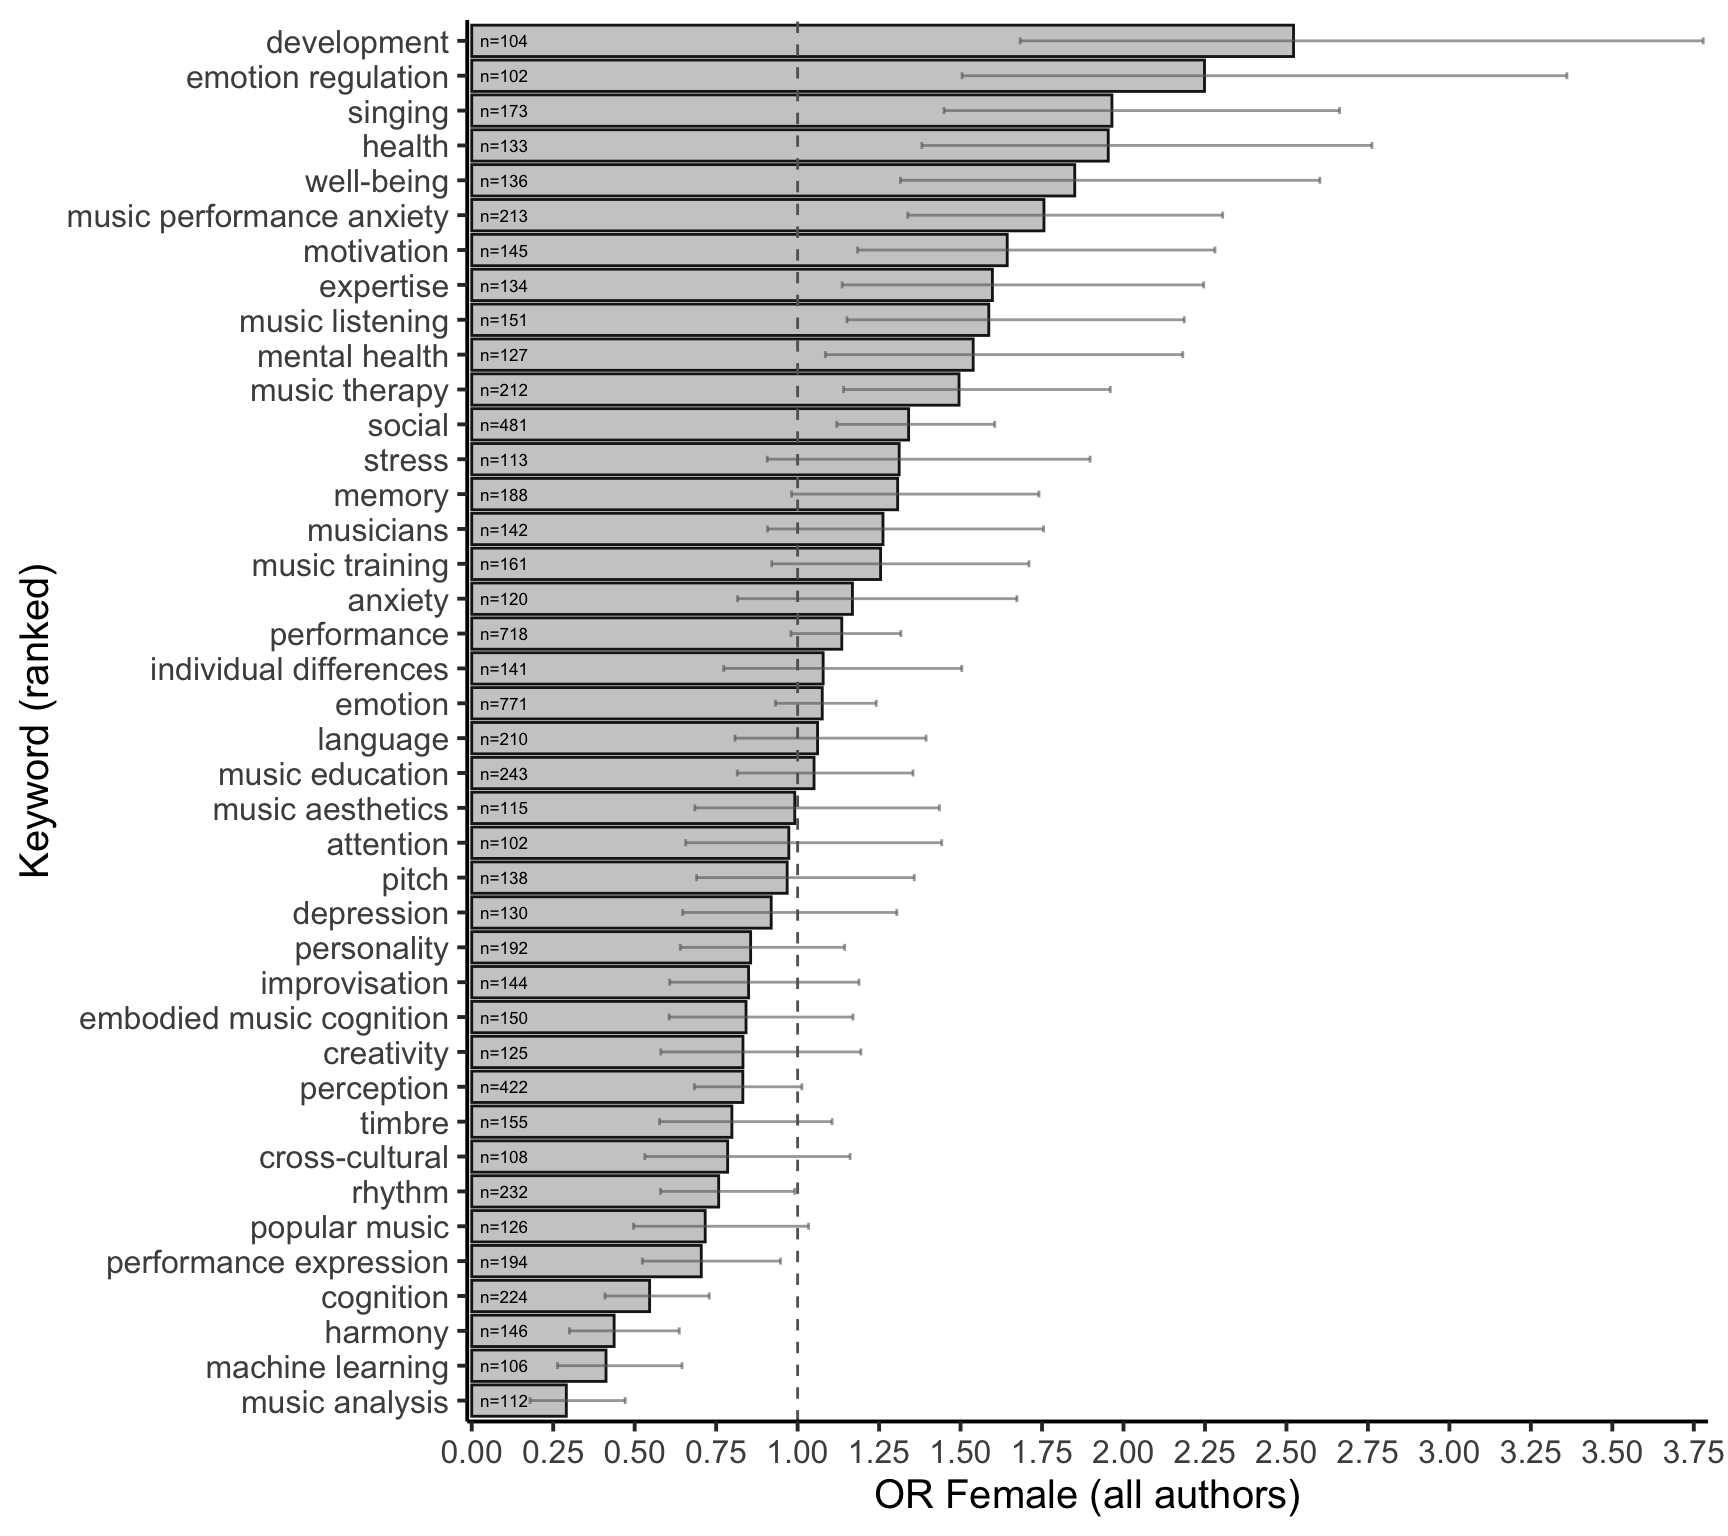 Keyword (ranked)
development n=104
emotion regulation n=102
singing n=173
health n=133
well-being n=136
music performance anxiety n=213
motivation n=145
expertise n=134
music listening n=151
mental health n=127
music therapy n=212
social n=481
stress n=113
memory n=188
musicians n=142
music training n=161
anxiety n=120
performance n=718
individual differences n=141
emotion n=771
language n=210
music education n=243
music aesthetics n=115
attention n=102
pitch n=138
depression n=130
personality n=192
improvisation n=144
embodied music cognition n=150
creativity n=125
perception n=422
timbre n=155
cross-cultural n=108
rhythm n=232
popular music n=126
performance expression n=194
cognition n=224
harmony n=146
machine learning n=106
music analysis n=112
0.00 0.25 0.50 0.75 1.00 1.25 1.50 1.75 2.00 2.25 2.50 2.75 3.00 3.25 3.50 3.75
OR Female (all authors)